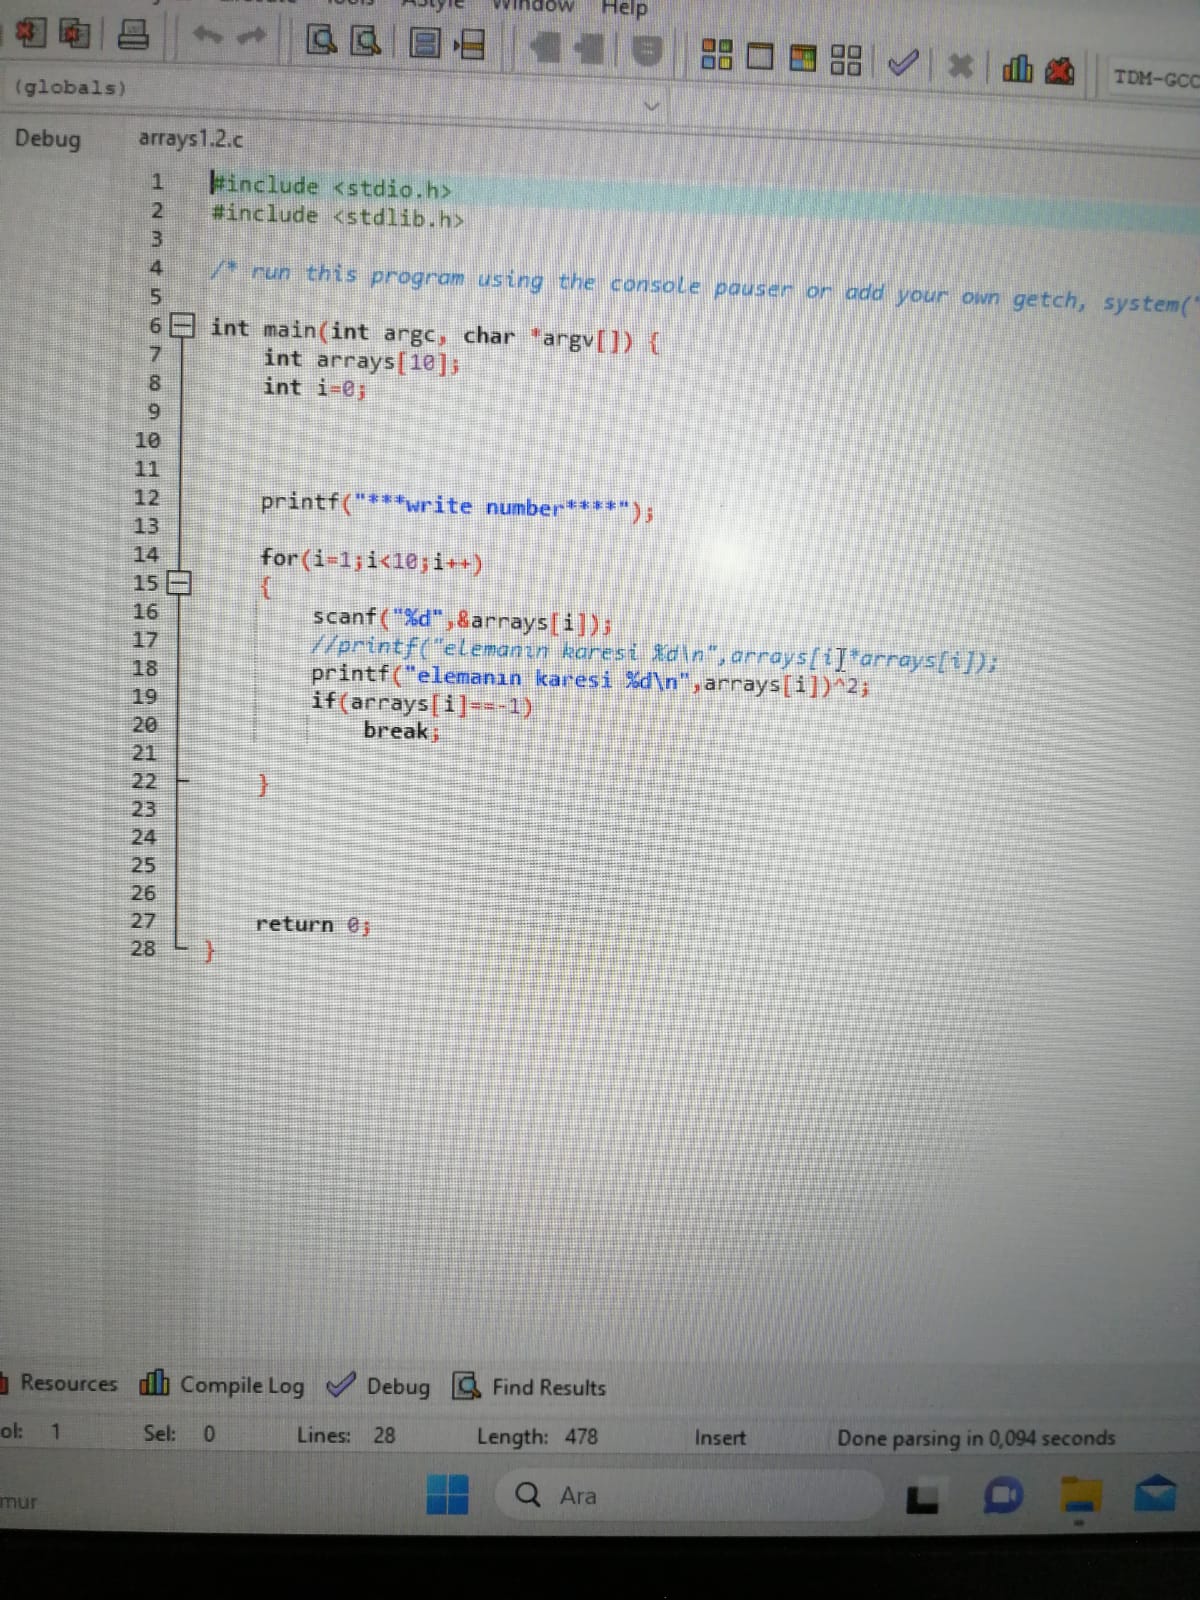 Window Help
TDM-GCC
(globals)
Debug arrays1.2.c
1 #include <stdio.h>
2 #include <stdlib.h>
3
4 /* run this program using the console pauser or add your own getch, system("
5
6 int main(int argc, char *argv[]) {
7 int arrays[10];
8 int i=0;
9
10
11
12 printf("***write number****");
13
14 for(i=1;i<10;i++)
15 {
16 scanf("%d",&arrays[i]);
17 //printf("elemanın karesi %d\n",arrays[i]*arrays[i]);
18 printf("elemanın karesi %d\n",arrays[i])^2;
19 if(arrays[i]==-1)
20 break;
21
22 }
23
24
25
26
27 return 0;
28 }
Resources Compile Log Debug Find Results
ol: 1 Sel: 0 Lines: 28 Length: 478 Insert Done parsing in 0,094 seconds
mur
Ara